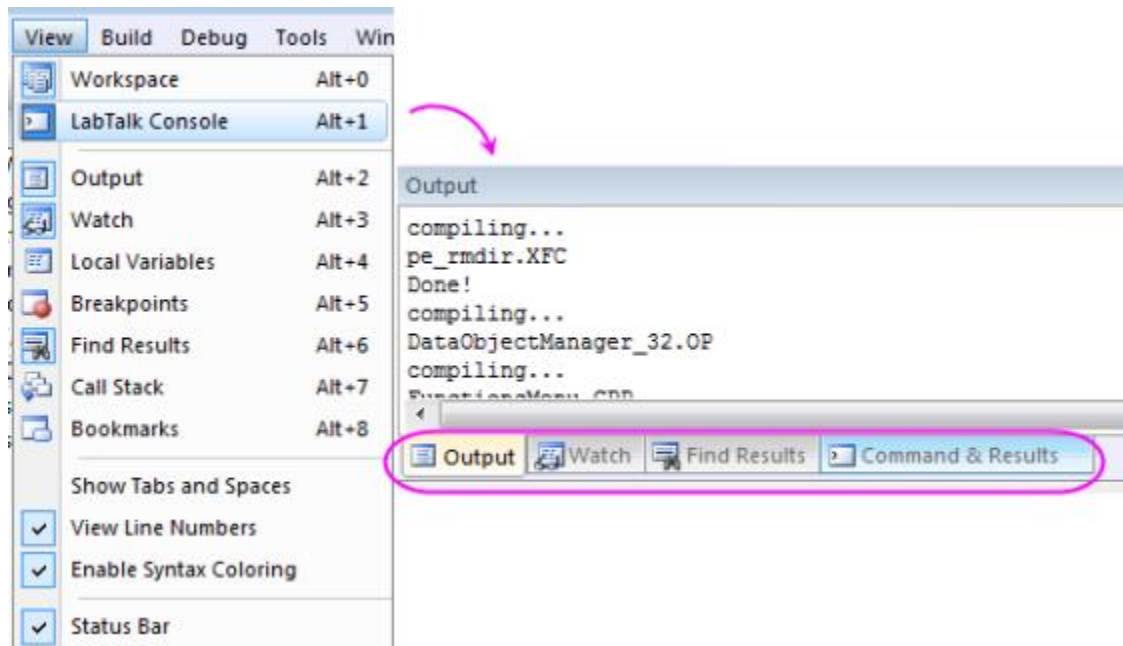 View Build Debug Tools Win
Workspace Alt+0
LabTalk Console Alt+1
Output Alt+2
Watch Alt+3
Local Variables Alt+4
Breakpoints Alt+5
Find Results Alt+6
Call Stack Alt+7
Bookmarks Alt+8
Show Tabs and Spaces
View Line Numbers
Enable Syntax Coloring
Status Bar
Output
compiling...
pe_rmdir.XFC
Done!
compiling...
DataObjectManager_32.OP
compiling...
FunctionsMenu.CPP
Output Watch Find Results Command & Results